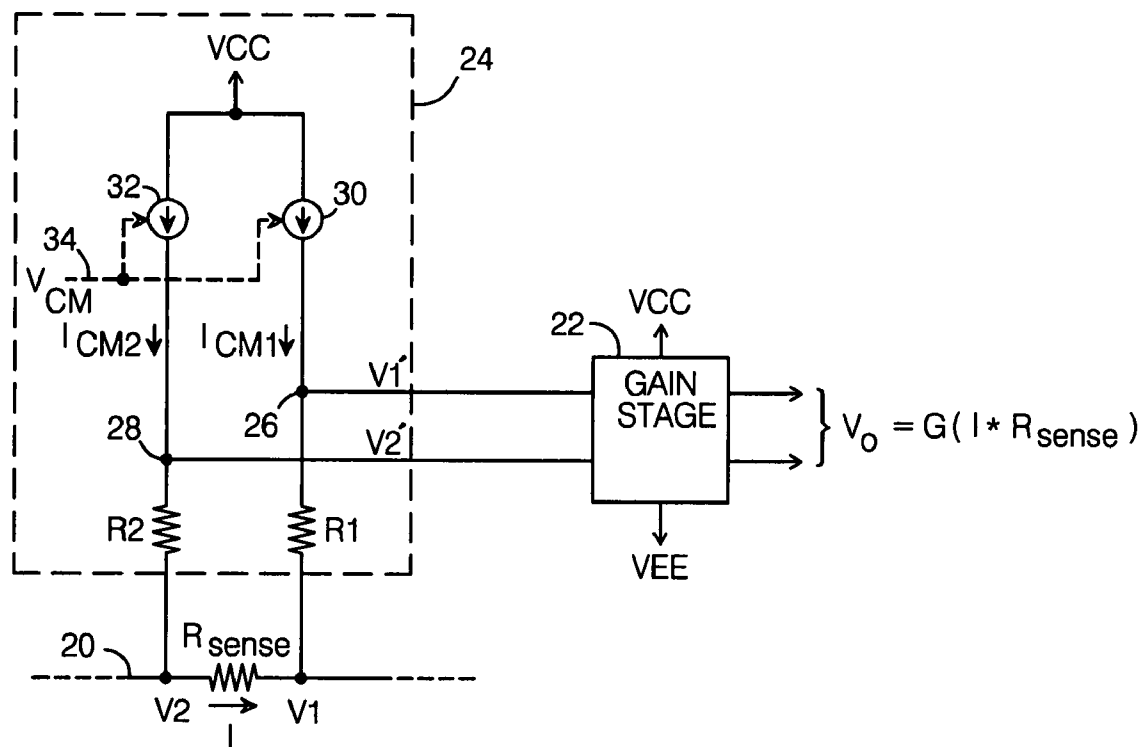 VCC
24
32
30
34
VCM
ICM2
ICM1
V1′
22
VCC
GAIN
STAGE
Vo = G(I* Rsense)
26
28
V2′
R2
R1
VEE
20
Rsense
V2
V1
I